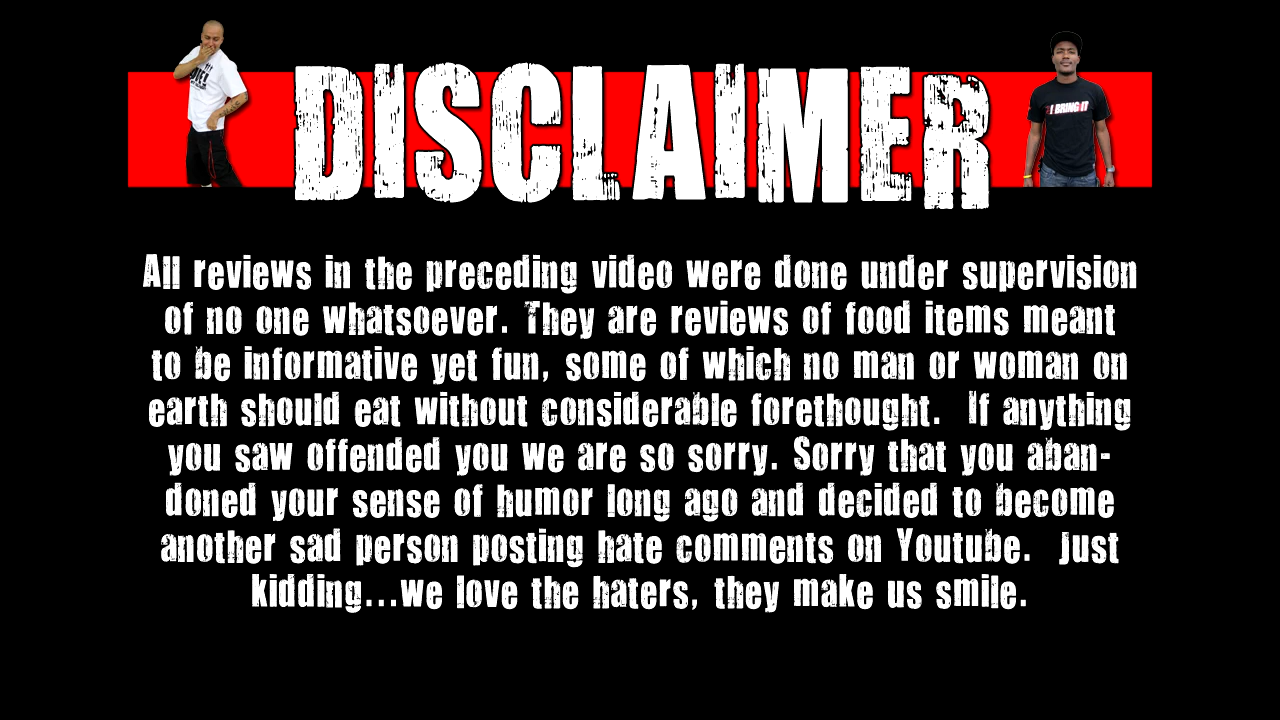 DISCLAIMER
I BRING IT
All reviews in the preceding video were done under supervision
of no one whatsoever. They are reviews of food items meant
to be informative yet fun, some of which no man or woman on
earth should eat without considerable forethought.  If anything
you saw offended you we are so sorry. Sorry that you aban-
doned your sense of humor long ago and decided to become
another sad person posting hate comments on Youtube.  Just
kidding...we love the haters, they make us smile.